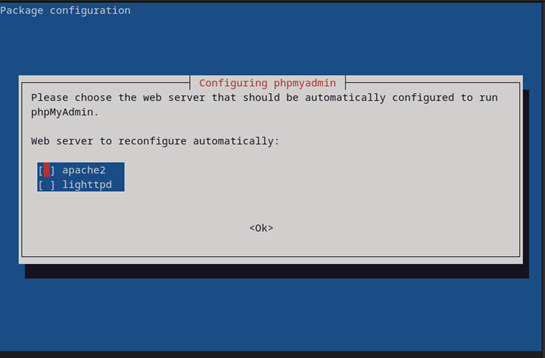 Package configuration
Configuring phpmyadmin
Please choose the web server that should be automatically configured to run
phpMyAdmin.
Web server to reconfigure automatically:
[ ] apache2
[ ] lighttpd
<Ok>